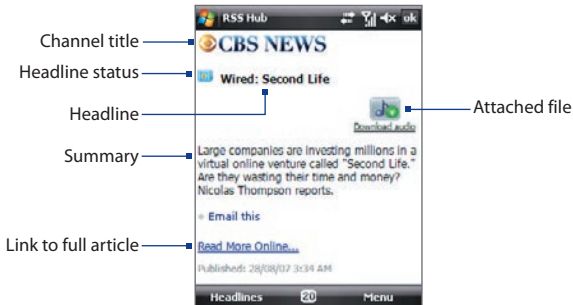 RSS Hub
ok
Channel title
CBS NEWS
Headline status
Wired: Second Life
Headline
Attached file
Download audio
Summary
Large companies are investing millions in a
virtual online venture called "Second Life."
Are they wasting their time and money?
Nicolas Thompson reports.
Email this
Link to full article
Read More Online...
Published: 28/08/07 3:34 AM
Headlines
20
Menu